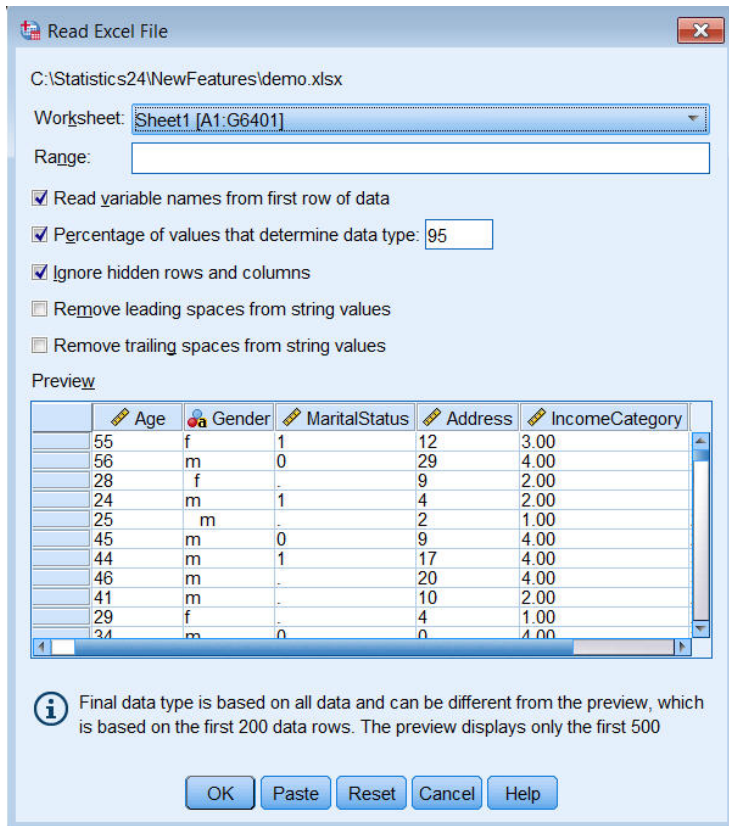 Read Excel File
C:\Statistics24\NewFeatures\demo.xlsx
Worksheet: Sheet1 [A1:G6401]
Range:
Read variable names from first row of data
Percentage of values that determine data type: 95
Ignore hidden rows and columns
Remove leading spaces from string values
Remove trailing spaces from string values
Preview
Age Gender MaritalStatus Address IncomeCategory
55 f 1 12 3.00
56 m 0 29 4.00
28 f . 9 2.00
24 m 1 4 2.00
25 m . 2 1.00
45 m 0 9 4.00
44 m 1 17 4.00
46 m . 20 4.00
41 m . 10 2.00
29 f . 4 1.00
34 m 0 0 4.00
Final data type is based on all data and can be different from the preview, which
is based on the first 200 data rows. The preview displays only the first 500
OK Paste Reset Cancel Help